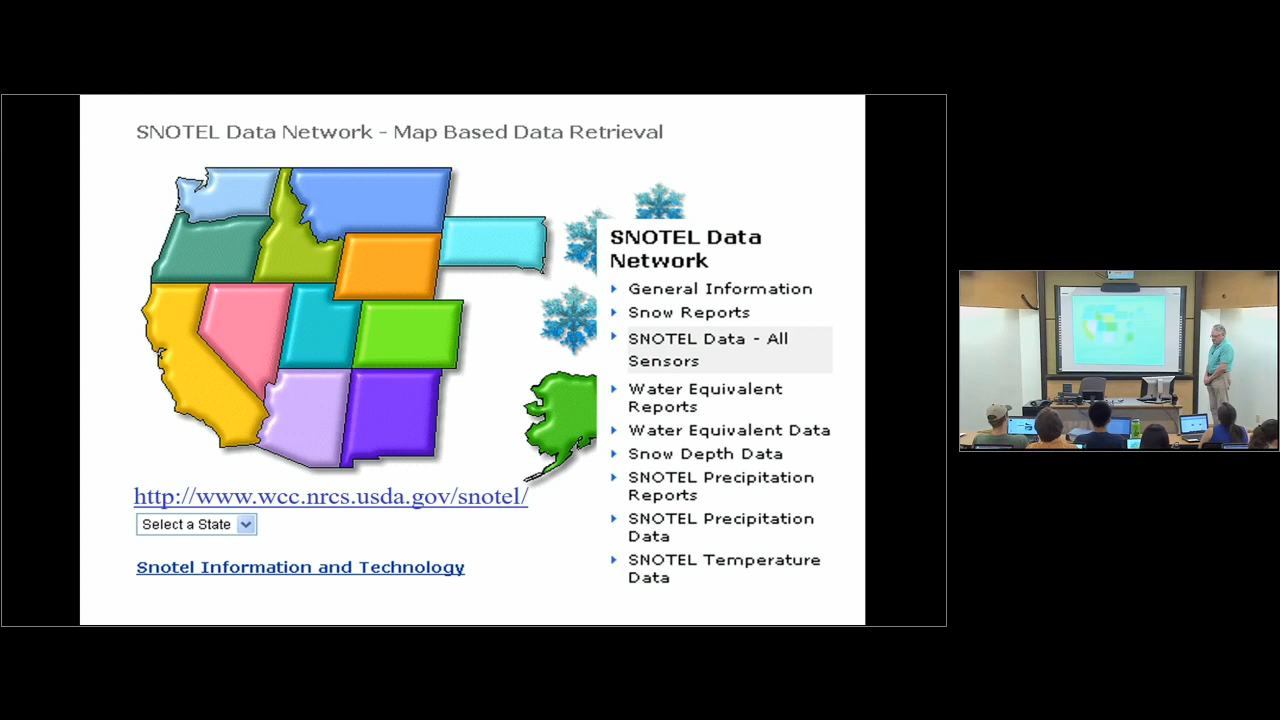 SNOTEL Data Network - Map Based Data Retrieval
SNOTEL Data
Network
General Information
Snow Reports
SNOTEL Data - All
Sensors
Water Equivalent
Reports
Water Equivalent Data
Snow Depth Data
SNOTEL Precipitation
Reports
SNOTEL Precipitation
Data
SNOTEL Temperature
Data
http://www.wcc.nrcs.usda.gov/snotel/
Select a State
Snotel Information and Technology